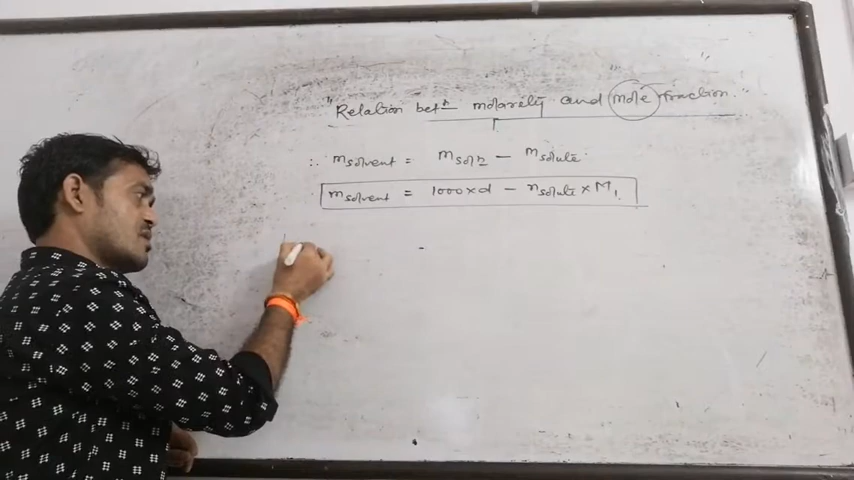 "Relation betn molarity and mole fraction"
∴ msolvent = msoln - msolute.
msolvent = 1000×d - nsolute × M1.